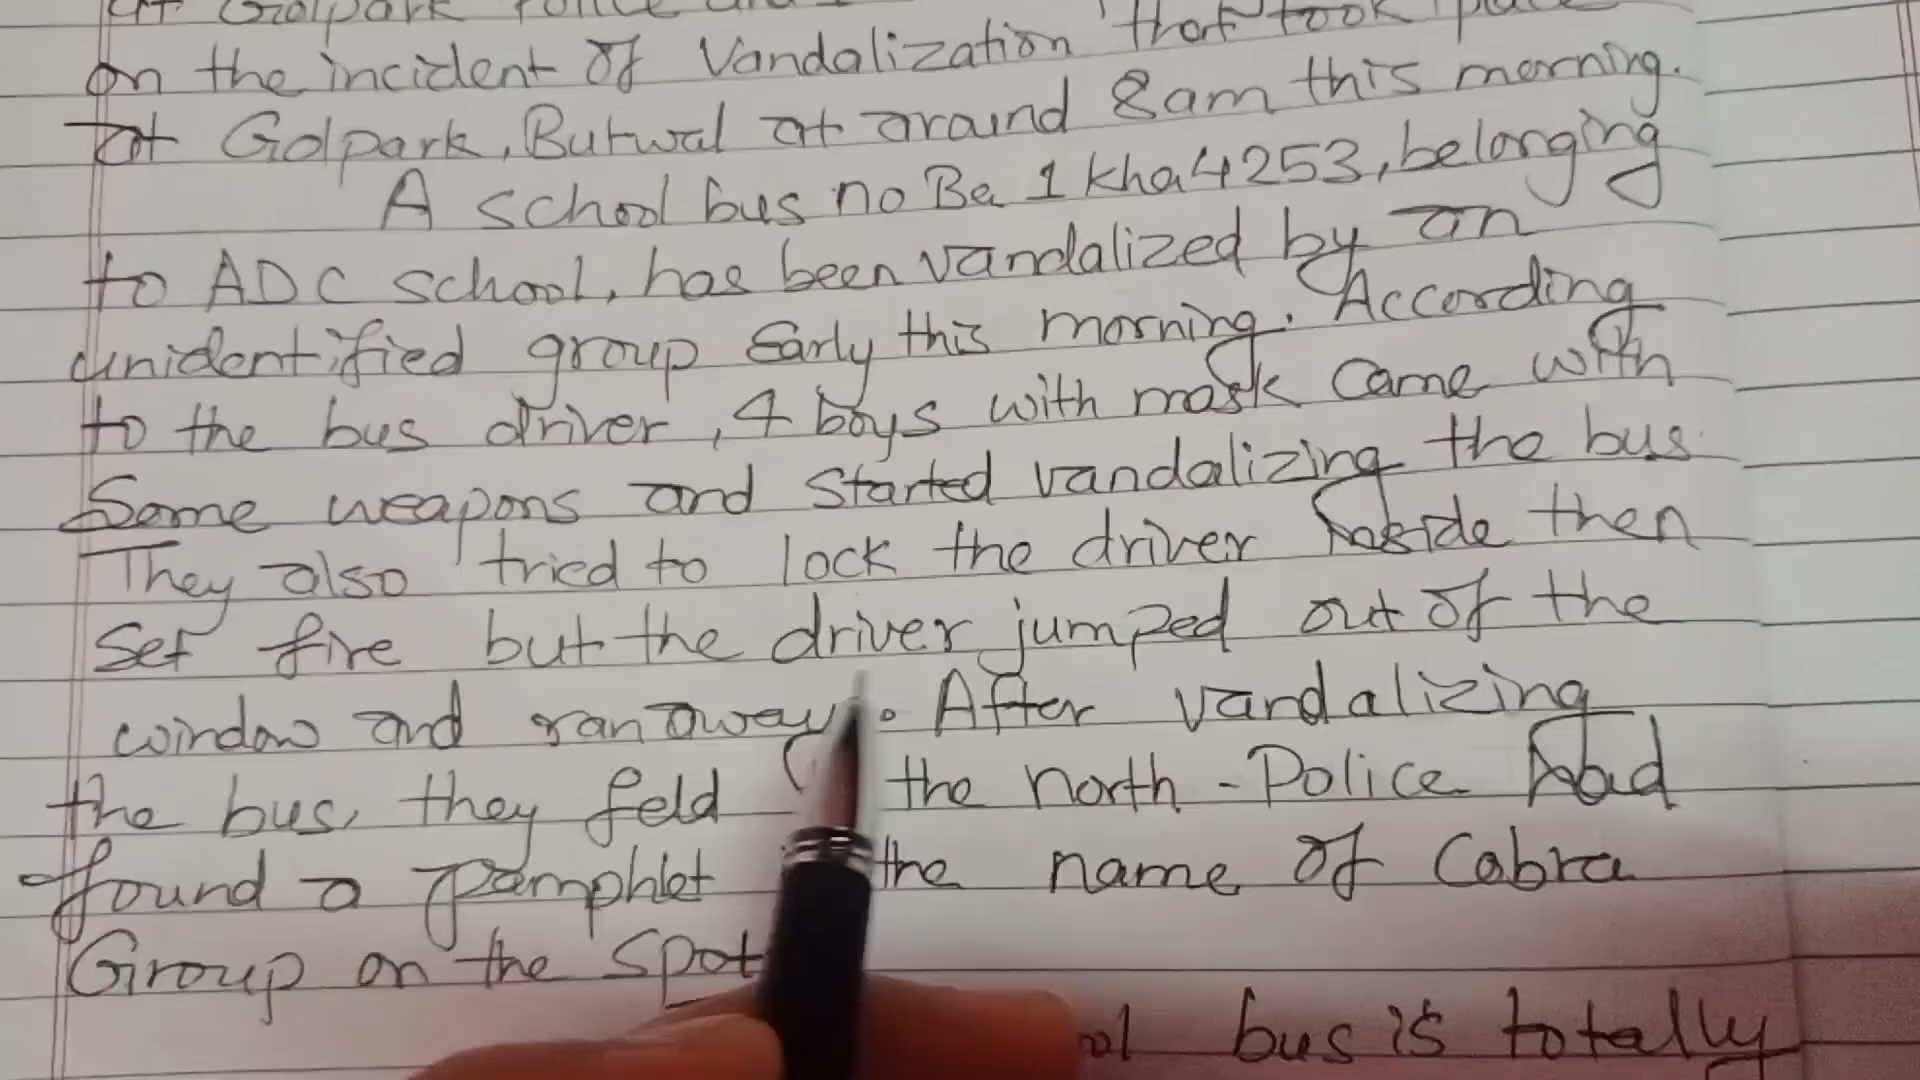 at Golpark Police
on the incident of Vandalization that took place
at Golpark, Butwal at around 8am this morning.
A school bus no Ba 1 kha 4253, belonging
to ADC school, has been vandalized by an
unidentified group Early this morning. According
to the bus driver, 4 boys with mask came with
Some weapons and started vandalizing the bus.
They also tried to lock the driver inside then
set fire but the driver jumped out of the
window and ran away. After vandalizing
the bus, they feld the north - Police had
found a pamphlet the name of Cobra
Group on the spot
bus is totally